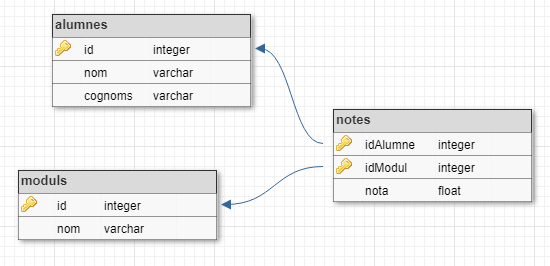 alumnes
id integer
nom varchar
cognoms varchar
notes
idAlumne integer
idModul integer
nota float
moduls
id integer
nom varchar